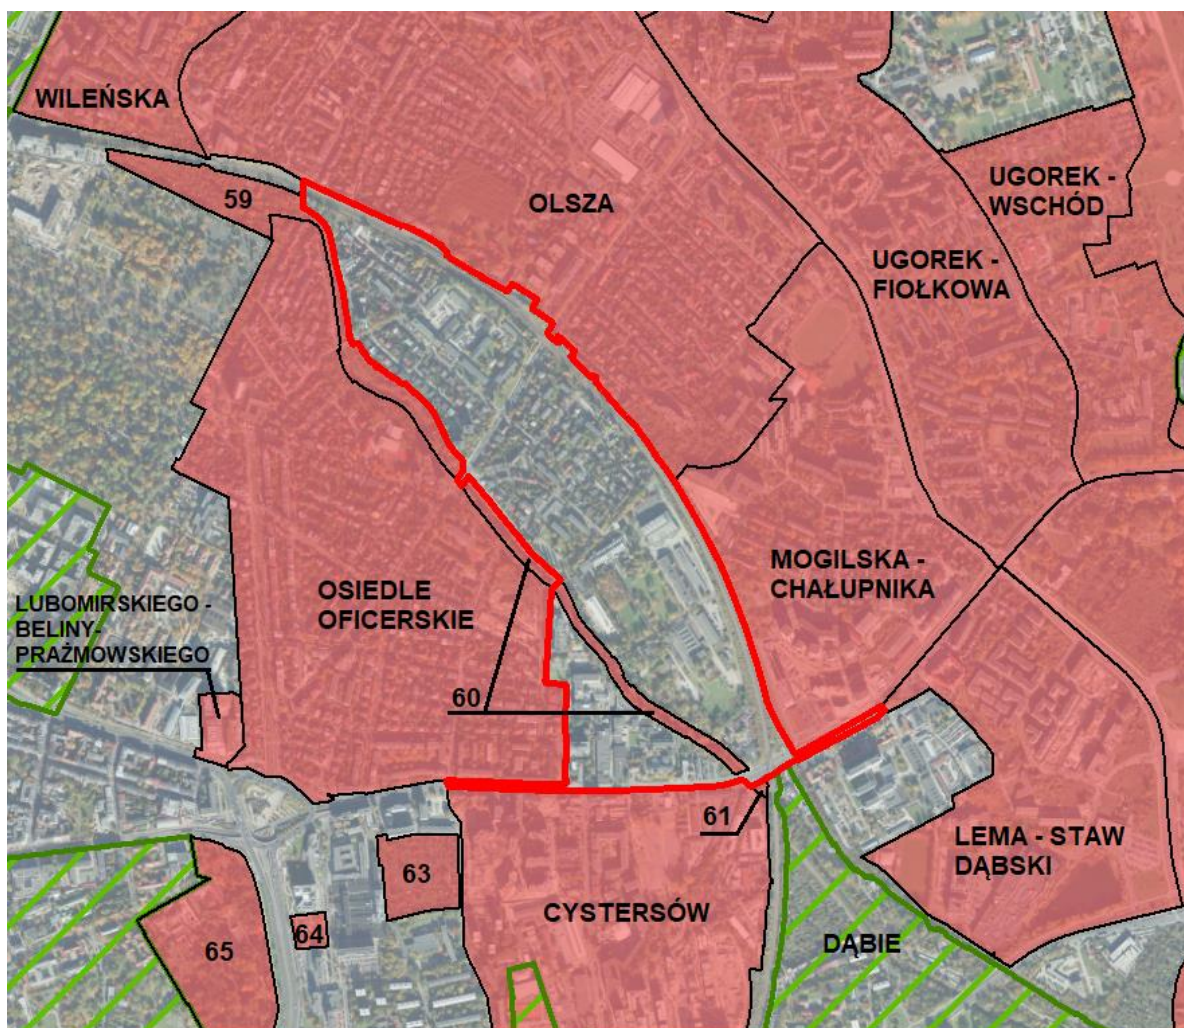 WILEŃSKA
59
OLSZA
UGOREK -
WSCHÓD
UGOREK -
FIOŁKOWA
OSIEDLE
OFICERSKIE
MOGILSKA -
CHAŁUPNIKA
LUBOMIRSKIEGO -
BELINY-
PRAŻMOWSKIEGO
60
61
LEMA - STAW
DĄBSKI
63
CYSTERSÓW
64
65
DĄBIE